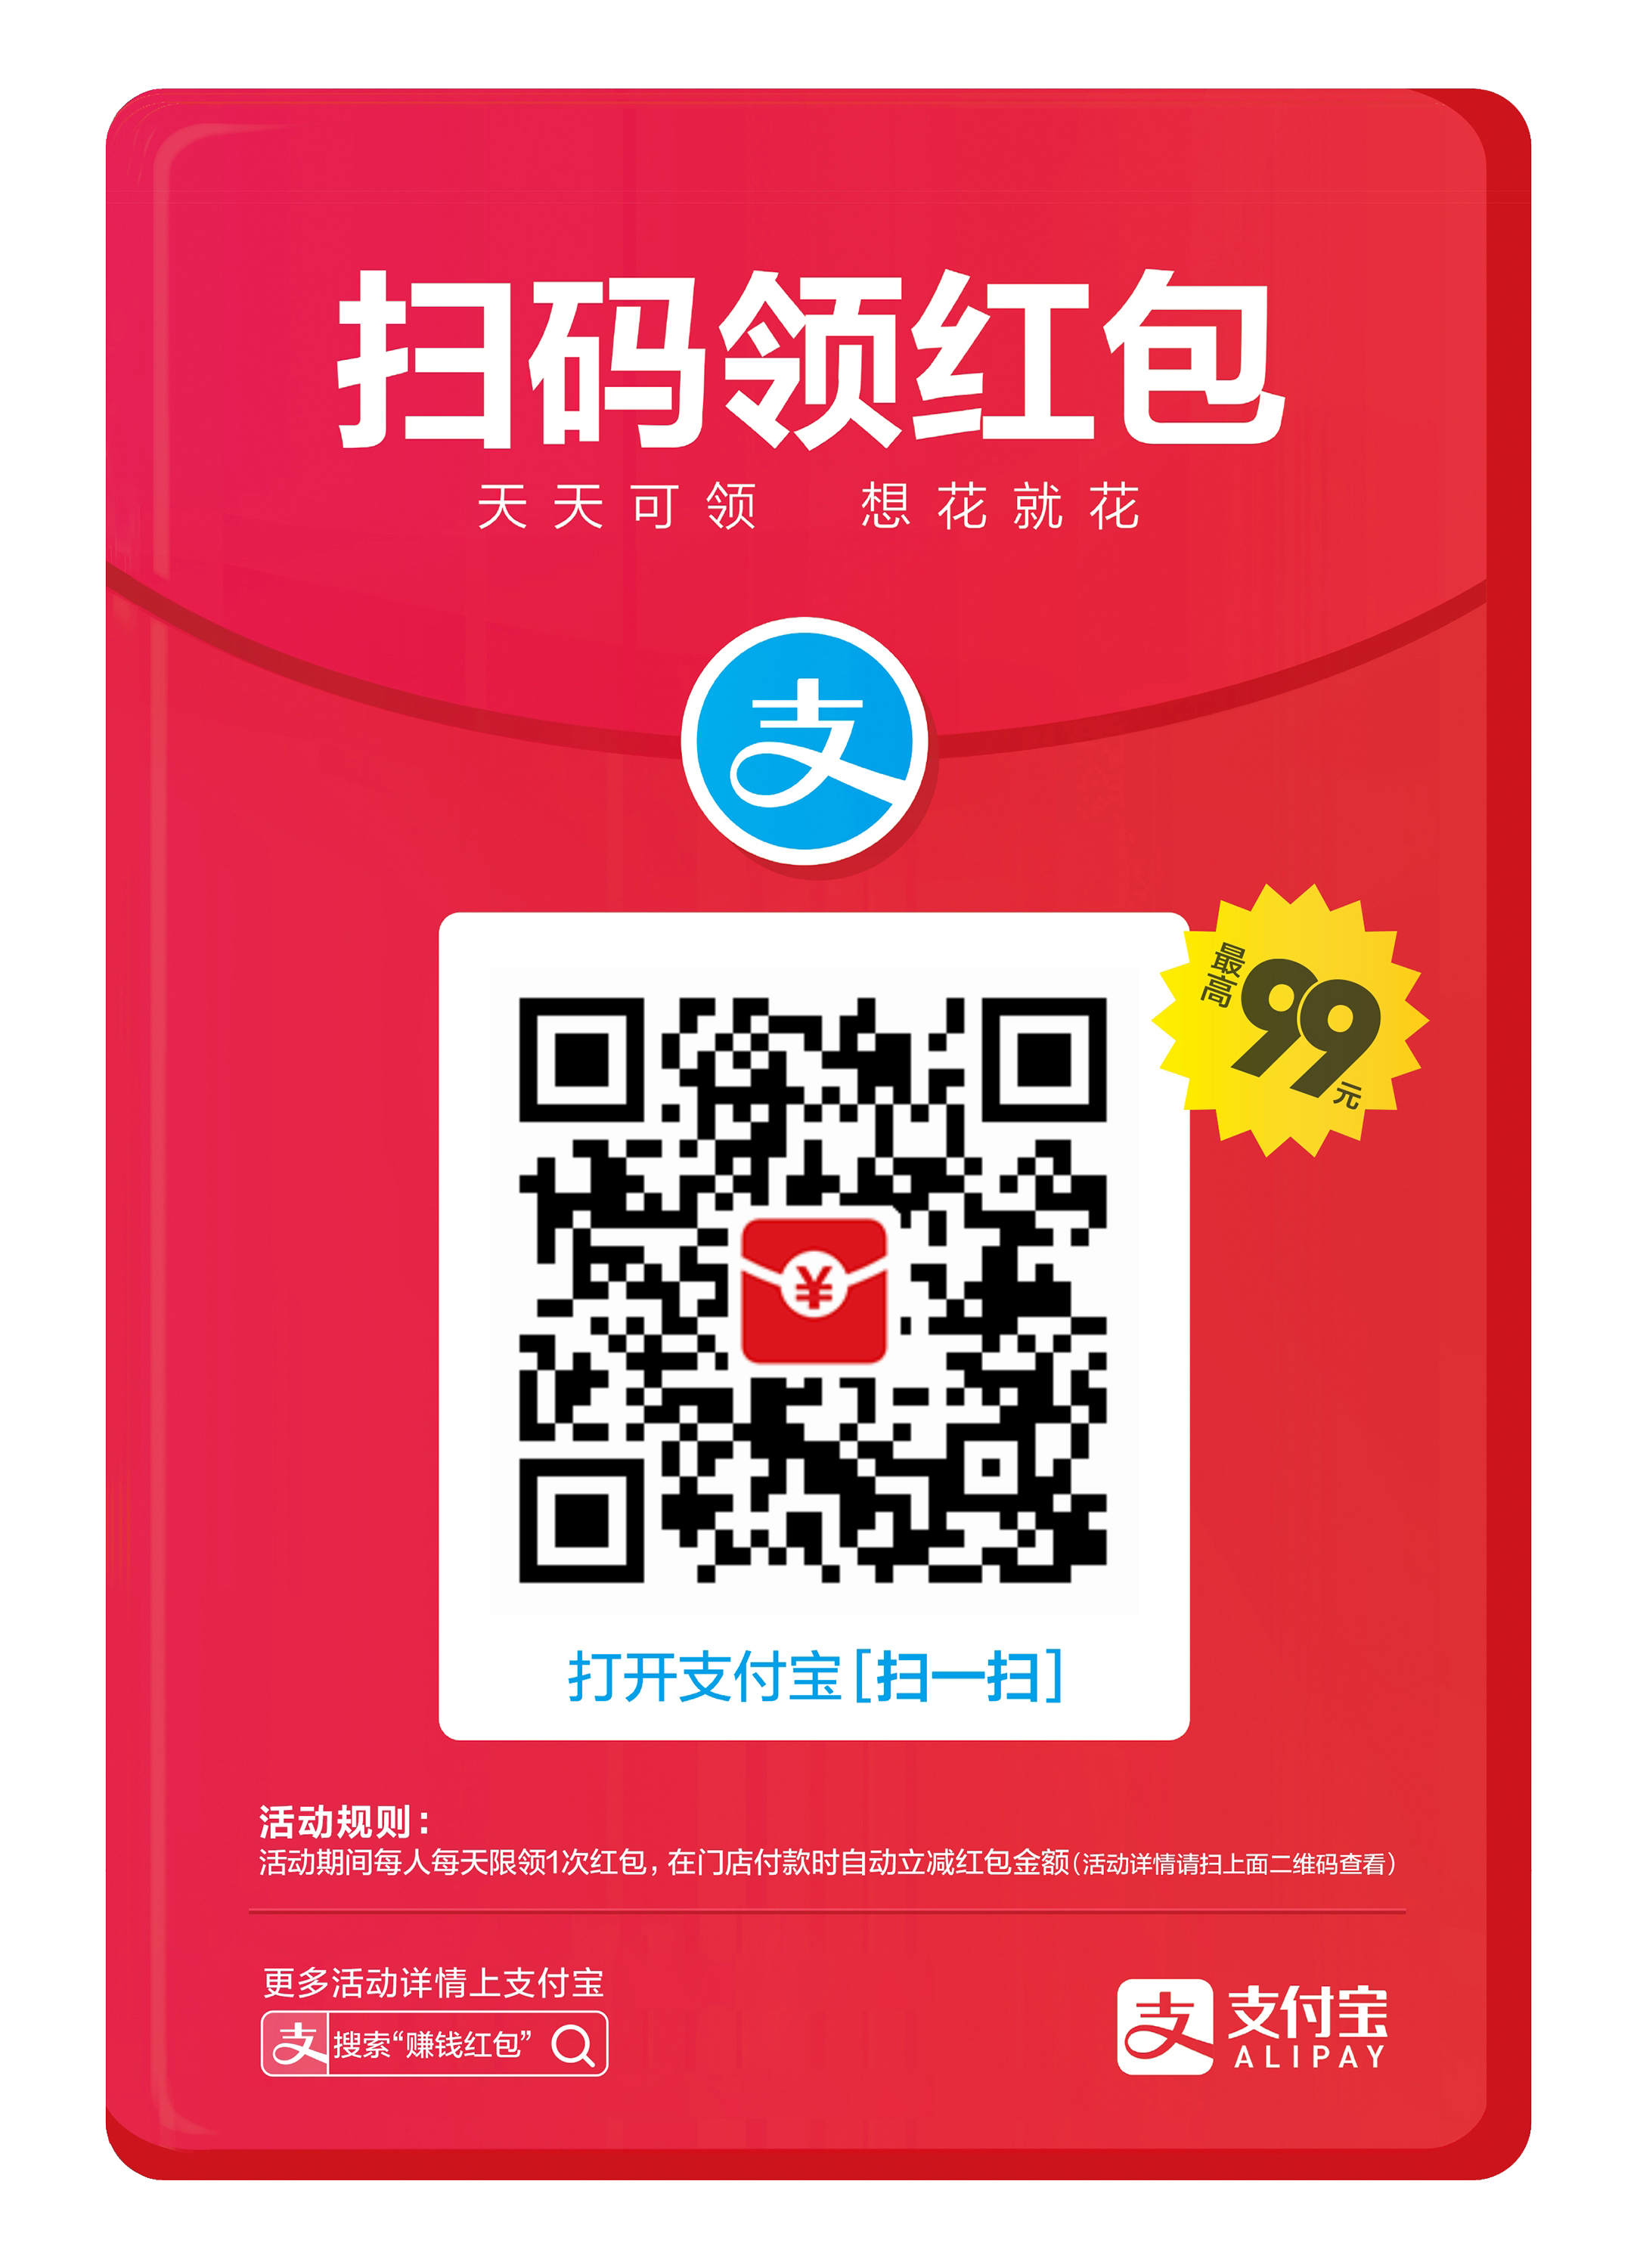 扫码领红包
天天可领 想花就花
支
最高
99
元
¥
打开支付宝[扫一扫]
活动规则：
活动期间每人每天限领1次红包，在门店付款时自动立减红包金额（活动详情请扫上面二维码查看）
更多活动详情上支付宝
支 搜索“赚钱红包”
支 支付宝
ALIPAY